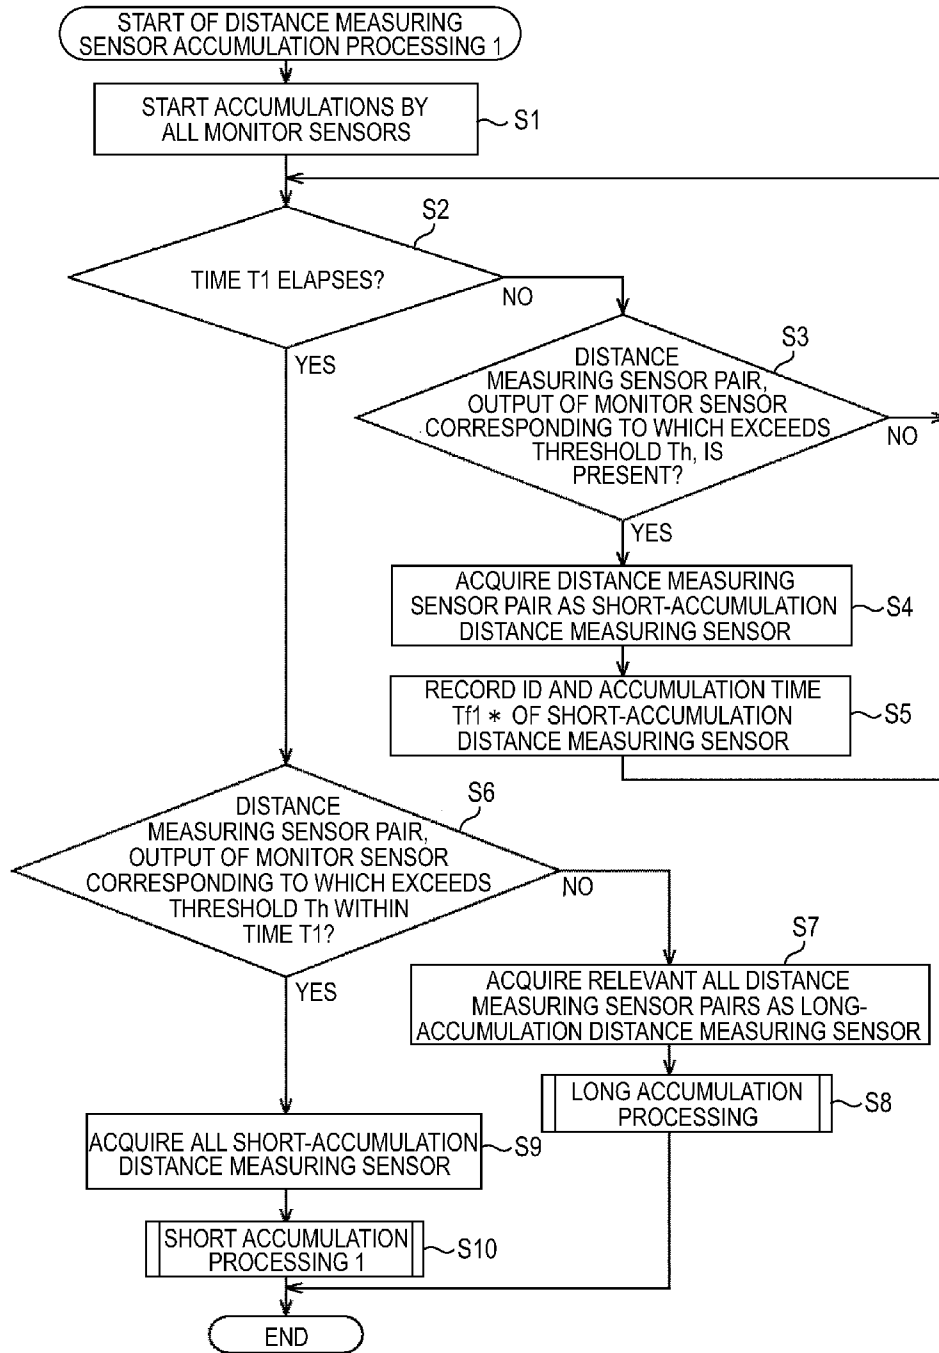 START OF DISTANCE MEASURING
SENSOR ACCUMULATION PROCESSING 1
START ACCUMULATIONS BY
ALL MONITOR SENSORS
S1
S2
TIME T1 ELAPSES?
NO
YES
S3
DISTANCE
MEASURING SENSOR PAIR,
OUTPUT OF MONITOR SENSOR
CORRESPONDING TO WHICH EXCEEDS
THRESHOLD Th, IS
PRESENT?
NO
YES
ACQUIRE DISTANCE MEASURING
SENSOR PAIR AS SHORT-ACCUMULATION
DISTANCE MEASURING SENSOR
S4
RECORD ID AND ACCUMULATION TIME
Tf1 * OF SHORT-ACCUMULATION
DISTANCE MEASURING SENSOR
S5
S6
DISTANCE
MEASURING SENSOR PAIR,
OUTPUT OF MONITOR SENSOR
CORRESPONDING TO WHICH EXCEEDS
THRESHOLD Th WITHIN
TIME T1?
NO
YES
S7
ACQUIRE RELEVANT ALL DISTANCE
MEASURING SENSOR PAIRS AS LONG-
ACCUMULATION DISTANCE MEASURING SENSOR
LONG ACCUMULATION
PROCESSING
S8
ACQUIRE ALL SHORT-ACCUMULATION
DISTANCE MEASURING SENSOR
S9
SHORT ACCUMULATION
PROCESSING 1
S10
END